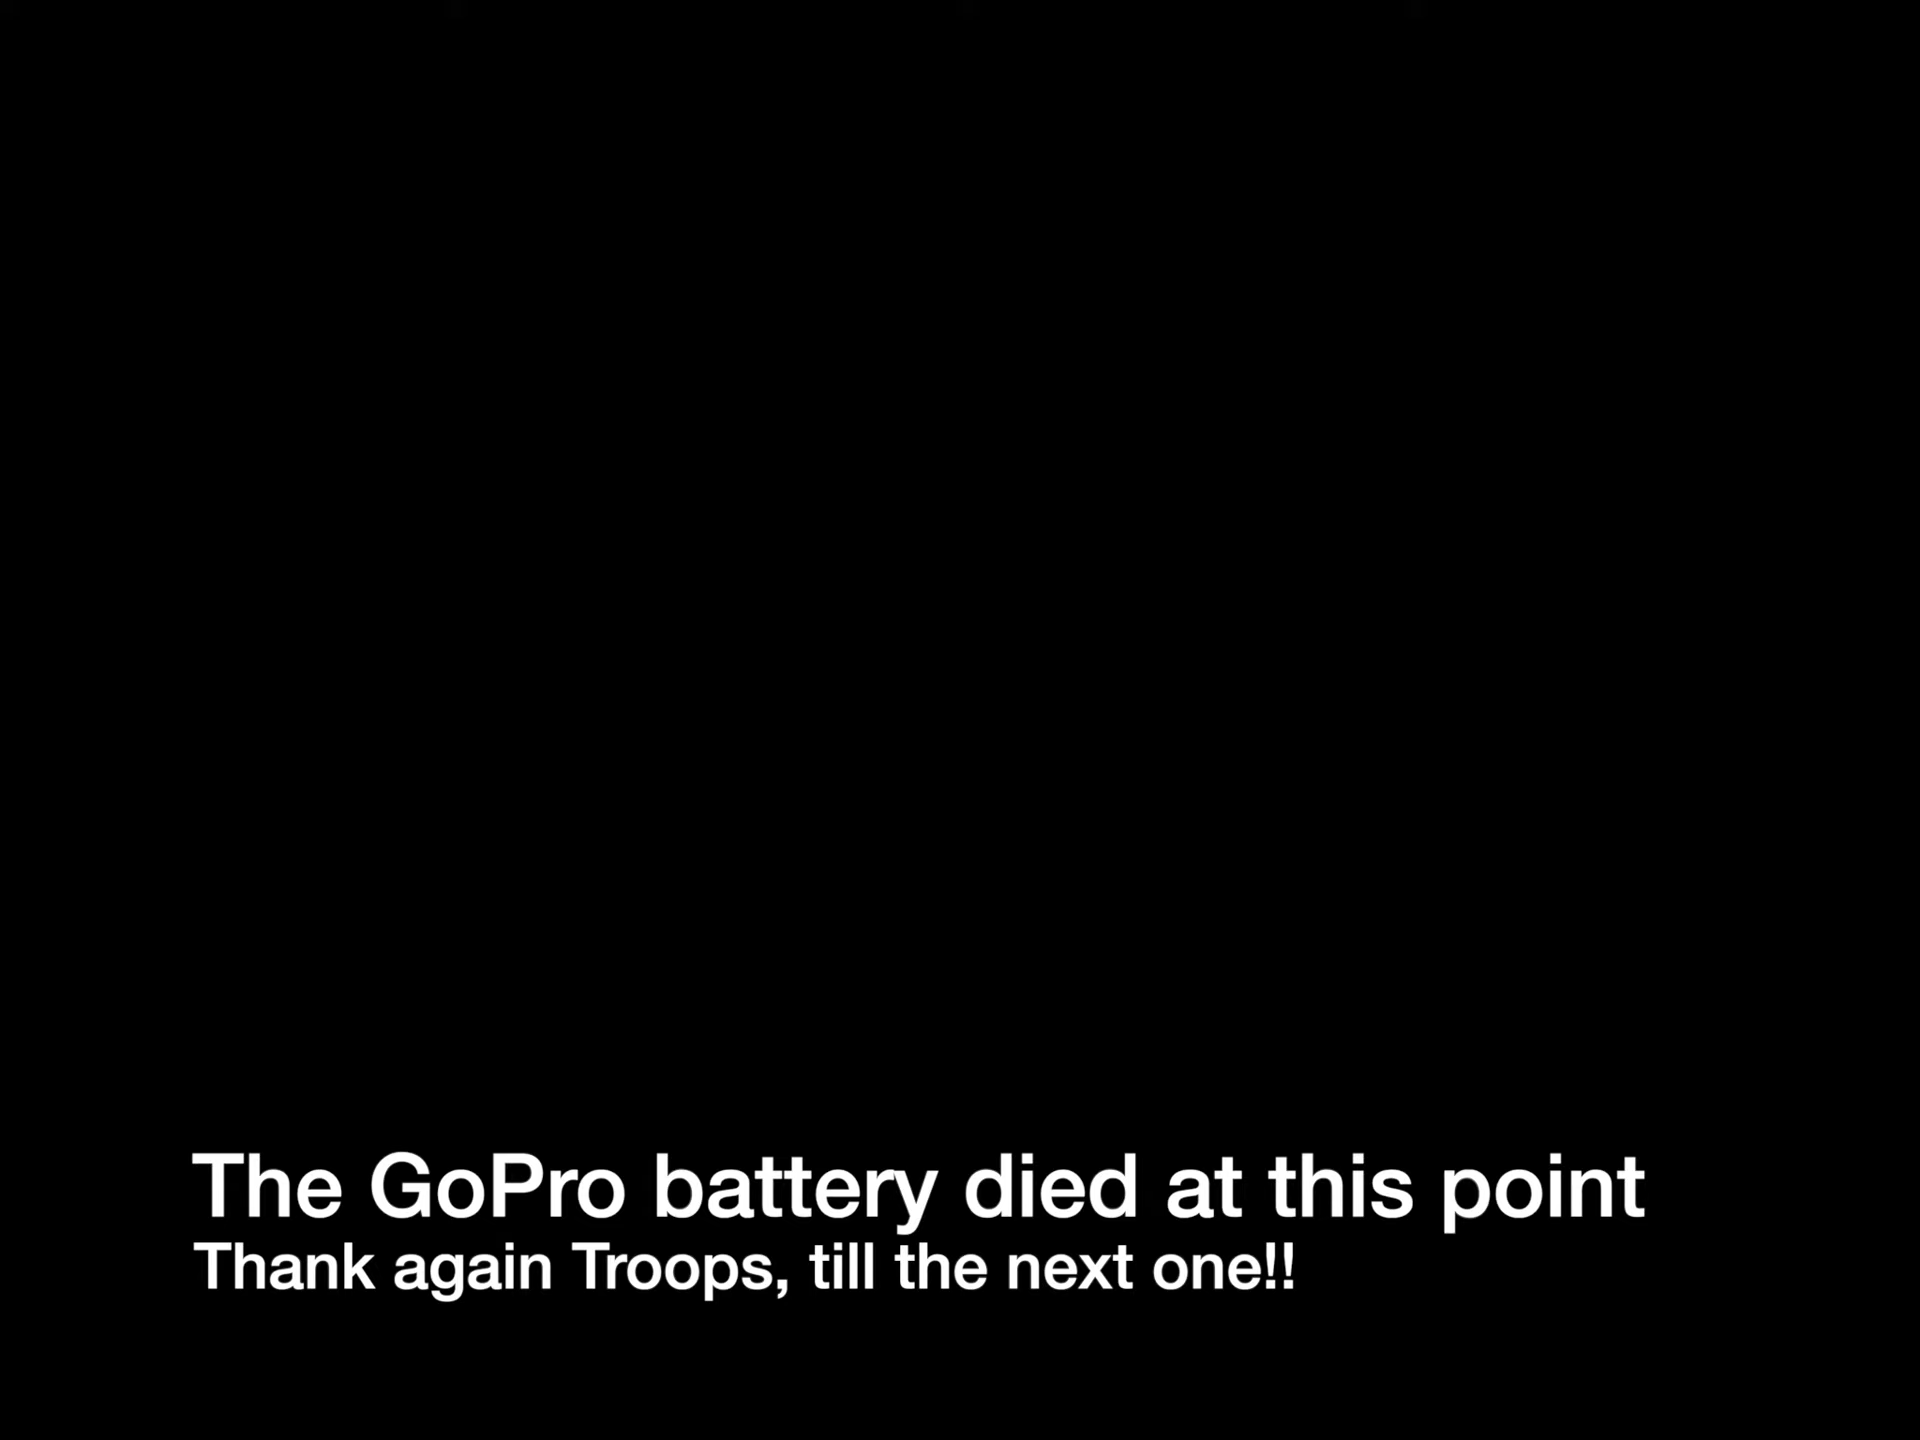 The GoPro battery died at this point
Thank again Troops, till the next one!!